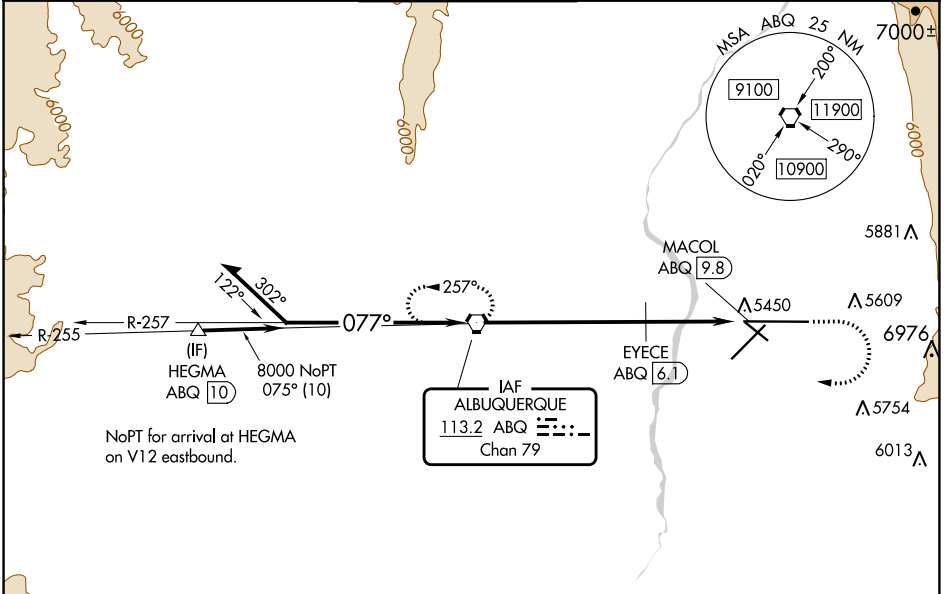 6000
6000
6000
7000±
6000
MSA ABQ 25 NM
200°
9100
11900
290°
020°
10900
5881
MACOL
ABQ 9.8
302°
122°
257°
5450
5609
R-257
077°
R-255
6976
(IF)
HEGMA
ABQ 10
8000 NoPT
075° (10)
EYECE
ABQ 6.1
IAF
ALBUQUERQUE
113.2 ABQ
Chan 79
5754
NoPT for arrival at HEGMA
on V12 eastbound.
6013